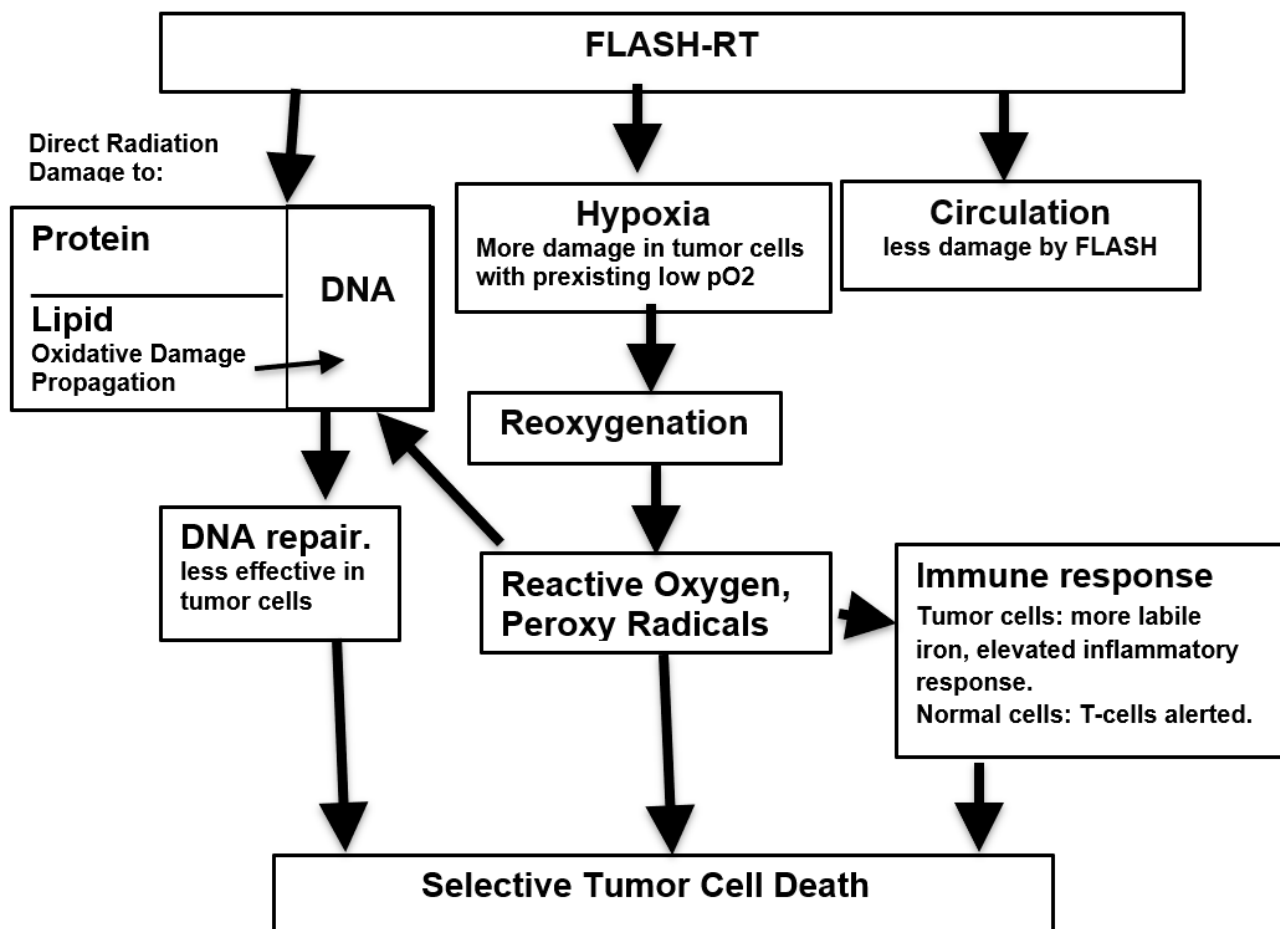 FLASH-RT
Direct Radiation
Damage to:
Protein
DNA
Lipid
Oxidative Damage
Propagation
Hypoxia
More damage in tumor cells
with prexisting low pO2
Circulation
less damage by FLASH
Reoxygenation
DNA repair.
less effective in
tumor cells
Reactive Oxygen,
Peroxy Radicals
Immune response
Tumor cells: more labile
iron, elevated inflammatory
response.
Normal cells: T-cells alerted.
Selective Tumor Cell Death